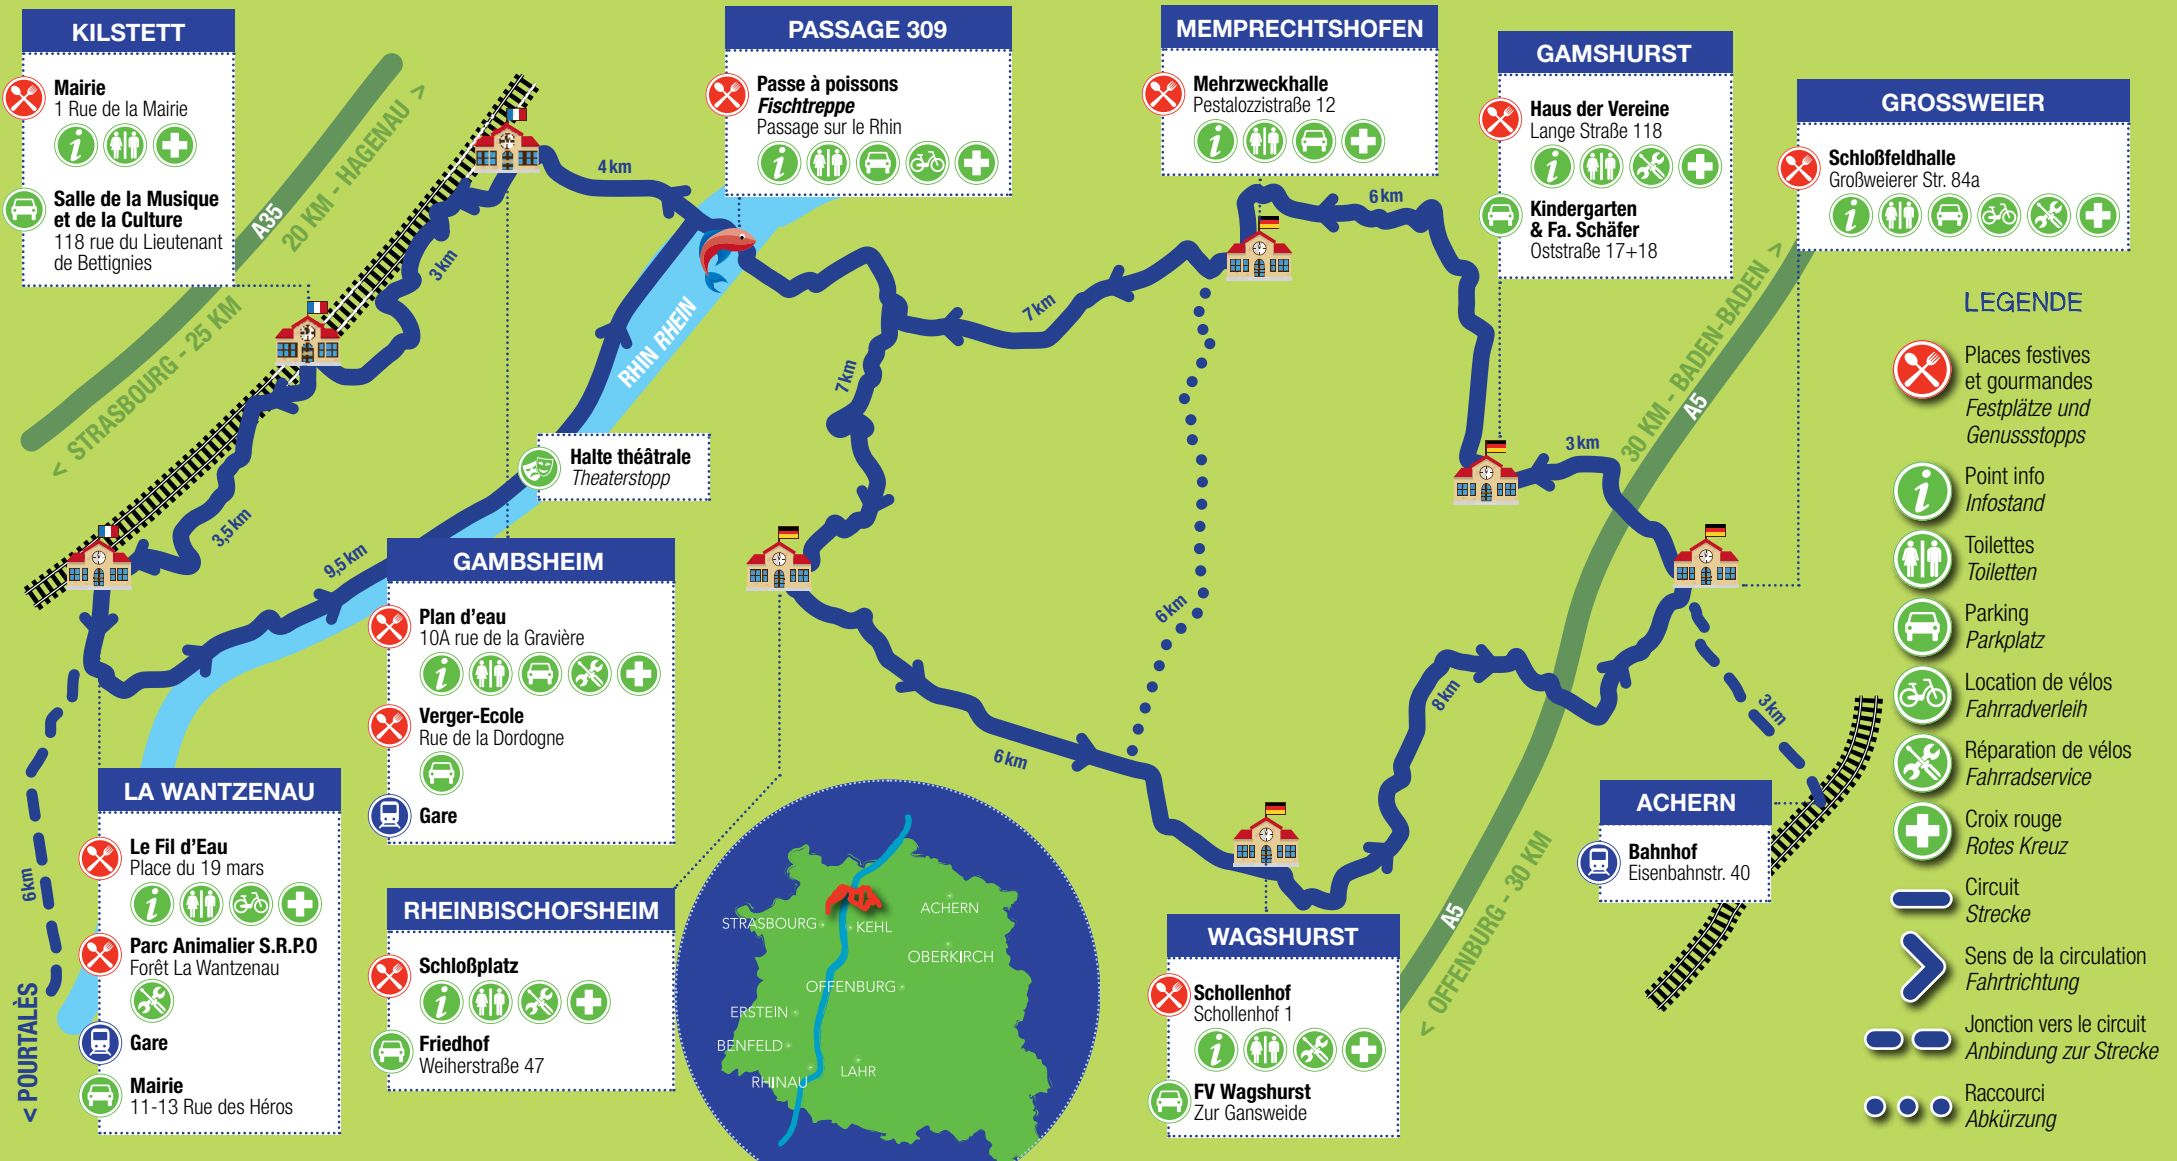 KILSTETT
Mairie
1 Rue de la Mairie
Salle de la Musique
et de la Culture
118 rue du Lieutenant
de Bettignies
PASSAGE 309
Passe à poissons
Fischtreppe
Passage sur le Rhin
MEMPRECHTSHOFEN
Mehrzweckhalle
Pestalozzistraße 12
GAMSHURST
Haus der Vereine
Lange Straße 118
Kindergarten
& Fa. Schäfer
Oststraße 17+18
GROSSWEIER
Schloßfeldhalle
Großweierer Str. 84a
A35
20 KM - HAGENAU >
< STRASBOURG - 25 KM
4 km
3 km
3,5 km
9,5 km
RHIN RHEIN
7 km
7 km
6 km
3 km
6 km
6 km
8 km
3 km
6 km
30 KM - BADEN-BADEN >
A5
A5
< OFFENBURG - 30 KM
< POURTALÈS
Halte théâtrale
Theaterstopp
GAMBSHEIM
Plan d'eau
10A rue de la Gravière
Verger-Ecole
Rue de la Dordogne
Gare
LA WANTZENAU
Le Fil d'Eau
Place du 19 mars
Parc Animalier S.R.P.O
Forêt La Wantzenau
Gare
Mairie
11-13 Rue des Héros
RHEINBISCHOFSHEIM
Schloßplatz
Friedhof
Weiherstraße 47
STRASBOURG
KEHL
ACHERN
OBERKIRCH
OFFENBURG
ERSTEIN
BENFELD
RHINAU
LAHR
WAGSHURST
Schollenhof
Schollenhof 1
FV Wagshurst
Zur Gansweide
ACHERN
Bahnhof
Eisenbahnstr. 40
LEGENDE
Places festives
et gourmandes
Festplätze und
Genussstopps
Point info
Infostand
Toilettes
Toiletten
Parking
Parkplatz
Location de vélos
Fahrradverleih
Réparation de vélos
Fahrradservice
Croix rouge
Rotes Kreuz
Circuit
Strecke
Sens de la circulation
Fahrtrichtung
Jonction vers le circuit
Anbindung zur Strecke
Raccourci
Abkürzung